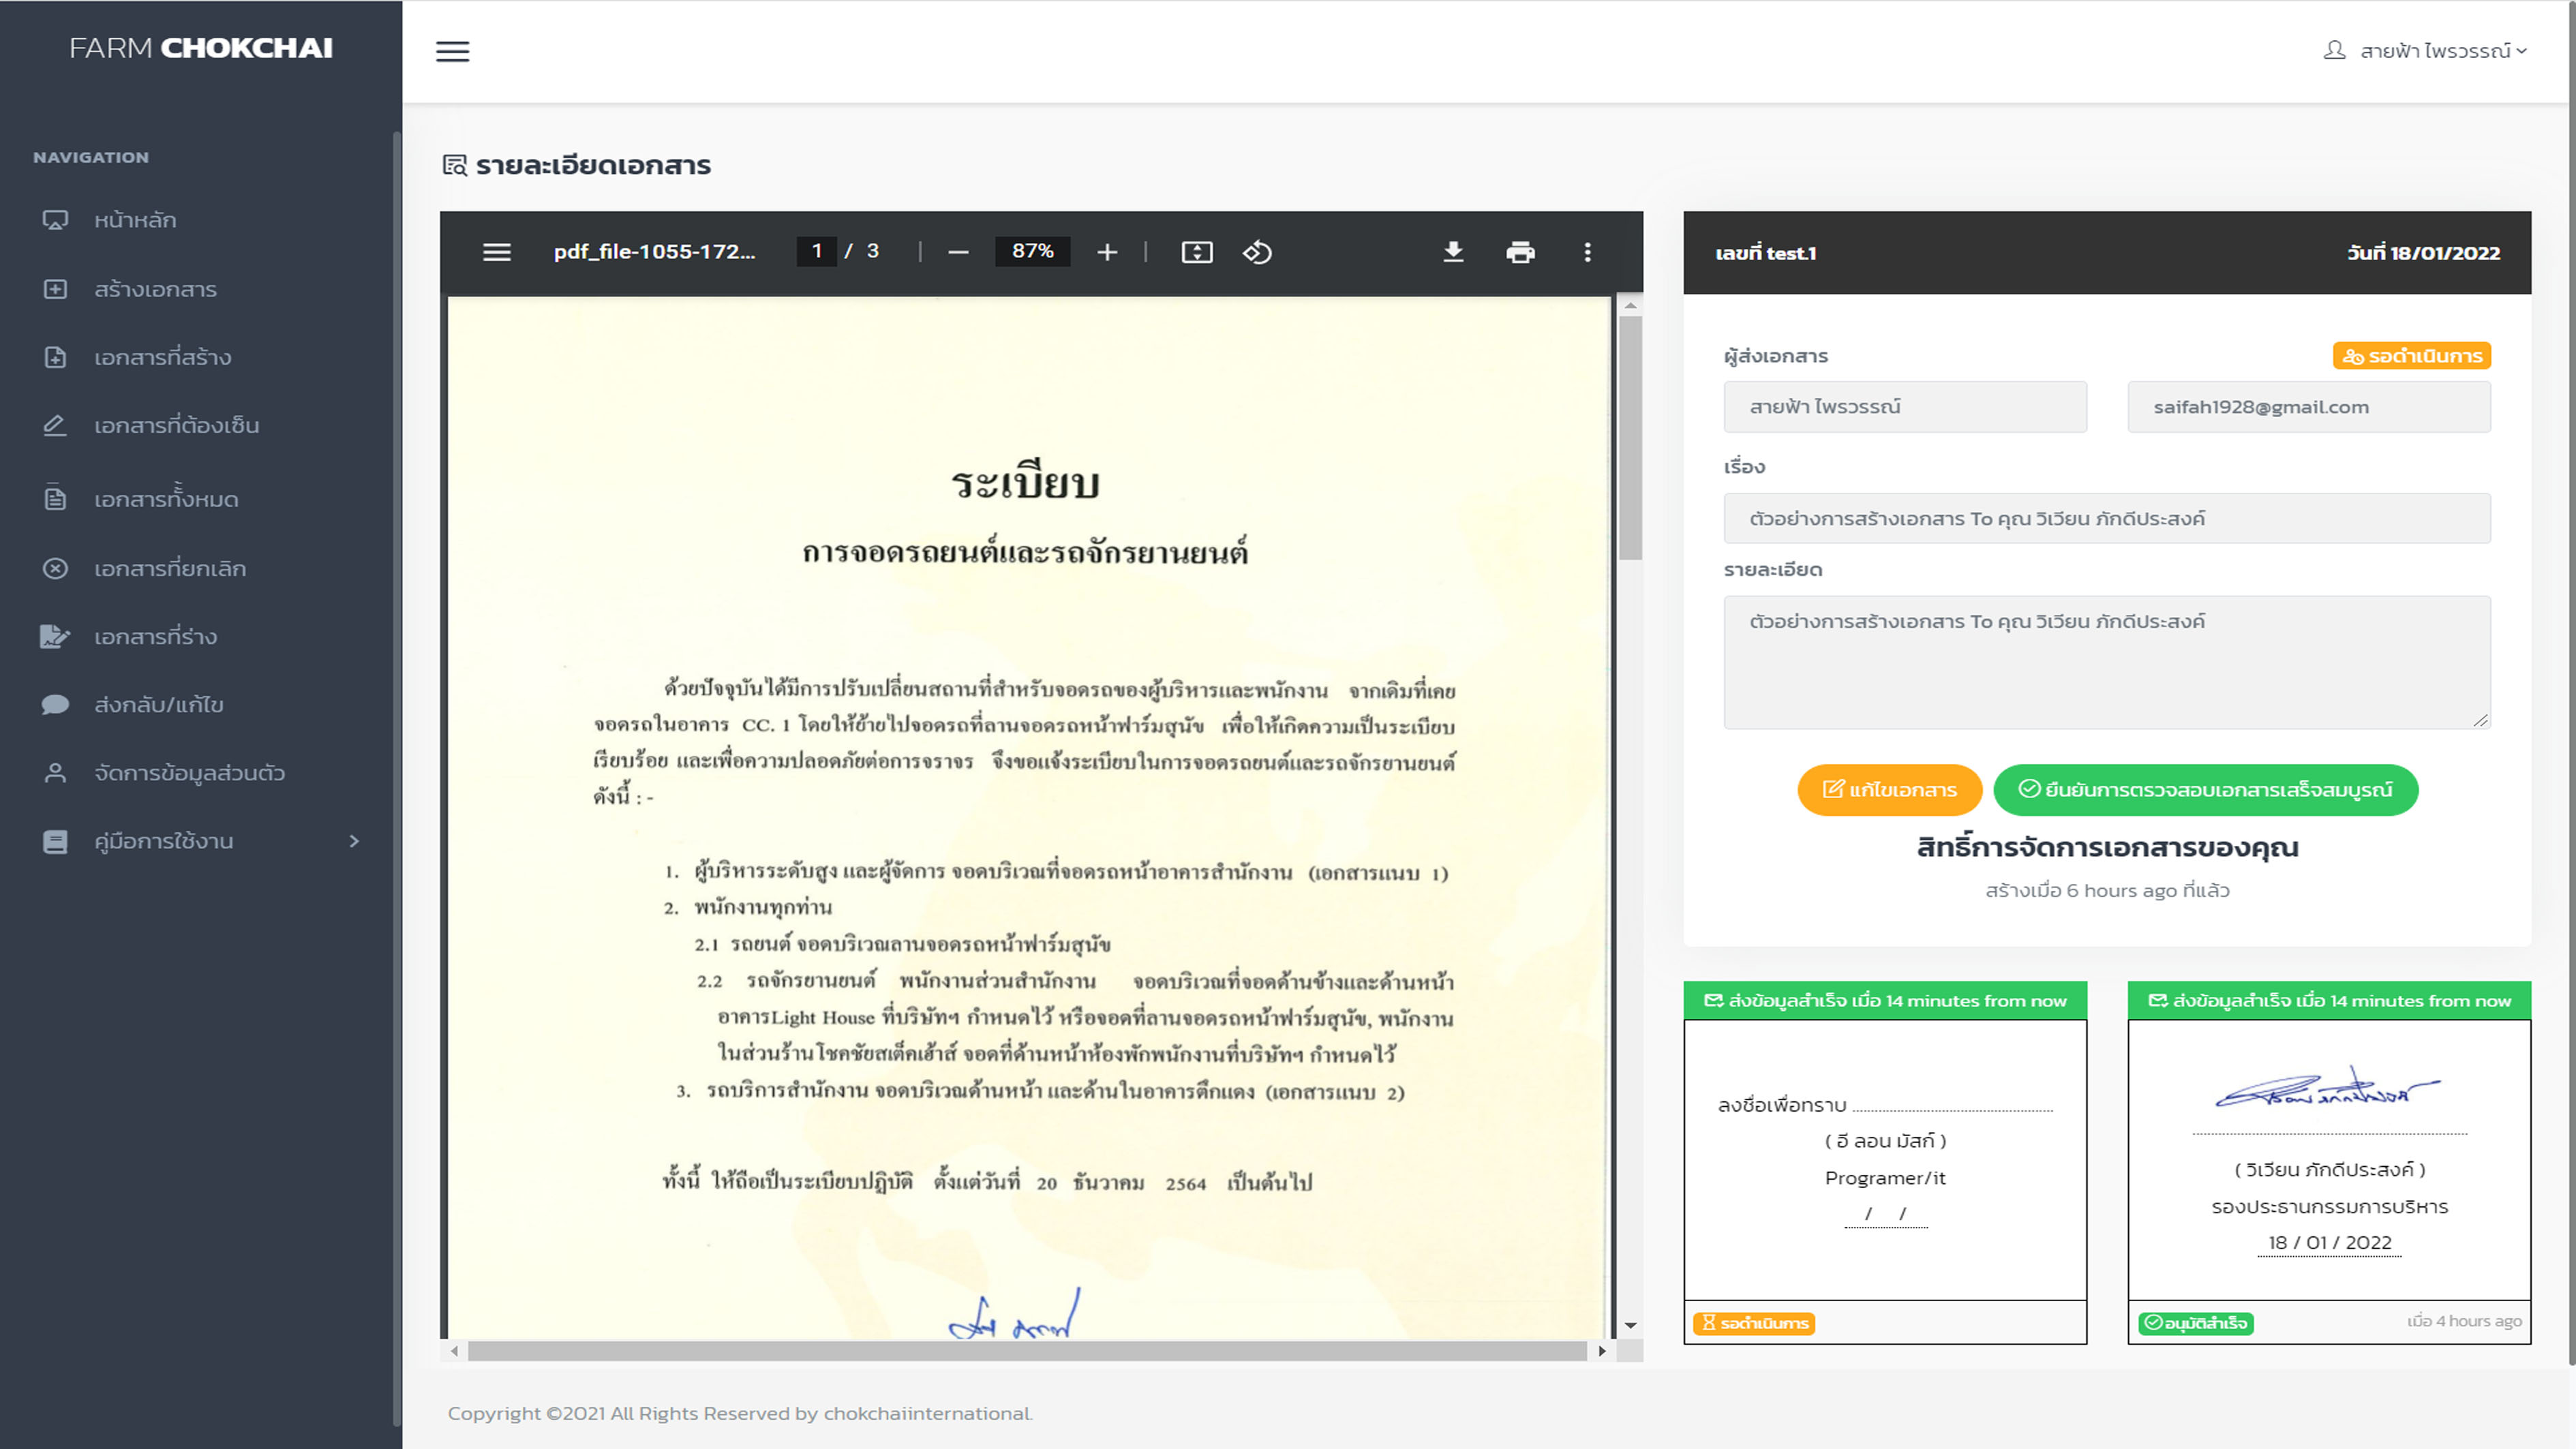 FARM CHOKCHAI
NAVIGATION
หน้าหลัก
สร้างเอกสาร
เอกสารที่สร้าง
เอกสารที่ต้องเซ็น
เอกสารทั้งหมด
เอกสารที่ยกเลิก
เอกสารที่ร่าง
ส่งกลับ/แก้ไข
จัดการข้อมูลส่วนตัว
คู่มือการใช้งาน
สายฟ้า ไพรวรรณ์
รายละเอียดเอกสาร
pdf_file-1055-172... 1 / 3 87%
ระเบียบ
การจอดรถยนต์และรถจักรยานยนต์
ด้วยปัจจุบันได้มีการปรับเปลี่ยนสถานที่สำหรับจอดรถของผู้บริหารและพนักงาน จากเดิมที่เคย
จอดรถในอาคาร CC. 1 โดยให้ย้ายไปจอดรถที่ลานจอดรถหน้าฟาร์มสุนัข เพื่อให้เกิดความเป็นระเบียบ
เรียบร้อย และเพื่อความปลอดภัยต่อการจราจร จึงขอแจ้งระเบียบในการจอดรถยนต์และรถจักรยานยนต์
ดังนี้ : -
1. ผู้บริหารระดับสูง และผู้จัดการ จอดบริเวณที่จอดรถหน้าอาคารสำนักงาน (เอกสารแนบ 1)
2. พนักงานทุกท่าน
2.1 รถยนต์ จอดบริเวณลานจอดรถหน้าฟาร์มสุนัข
2.2 รถจักรยานยนต์ พนักงานส่วนสำนักงาน จอดบริเวณที่จอดด้านข้างและด้านหน้า
อาคารLight House ที่บริษัทฯ กำหนดไว้ หรือจอดที่ลานจอดรถหน้าฟาร์มสุนัข, พนักงาน
ในส่วนร้านโชคชัยสเต็คเฮ้าส์ จอดที่ด้านหน้าห้องพักพนักงานที่บริษัทฯ กำหนดไว้
3. รถบริการสำนักงาน จอดบริเวณด้านหน้า และด้านในอาคารตึกแดง (เอกสารแนบ 2)
ทั้งนี้ ให้ถือเป็นระเบียบปฏิบัติ ตั้งแต่วันที่ 20 ธันวาคม 2564 เป็นต้นไป
เลขที่ test.1 วันที่ 18/01/2022
ผู้ส่งเอกสาร รอดำเนินการ
สายฟ้า ไพรวรรณ์ saifah1928@gmail.com
เรื่อง
ตัวอย่างการสร้างเอกสาร To คุณ วิเวียน ภักดีประสงค์
รายละเอียด
ตัวอย่างการสร้างเอกสาร To คุณ วิเวียน ภักดีประสงค์
แก้ไขเอกสาร ยืนยันการตรวจสอบเอกสารเสร็จสมบูรณ์
สิทธิ์การจัดการเอกสารของคุณ
สร้างเมื่อ 6 hours ago ที่แล้ว
ส่งข้อมูลสำเร็จ เมื่อ 14 minutes from now
ลงชื่อเพื่อทราบ
( อี ลอน มัสก์ )
Programer/it
/ /
รอดำเนินการ
ส่งข้อมูลสำเร็จ เมื่อ 14 minutes from now
( วิเวียน ภักดีประสงค์ )
รองประธานกรรมการบริหาร
18 / 01 / 2022
อนุมัติสำเร็จ เมื่อ 4 hours ago
Copyright ©2021 All Rights Reserved by chokchaiinternational.